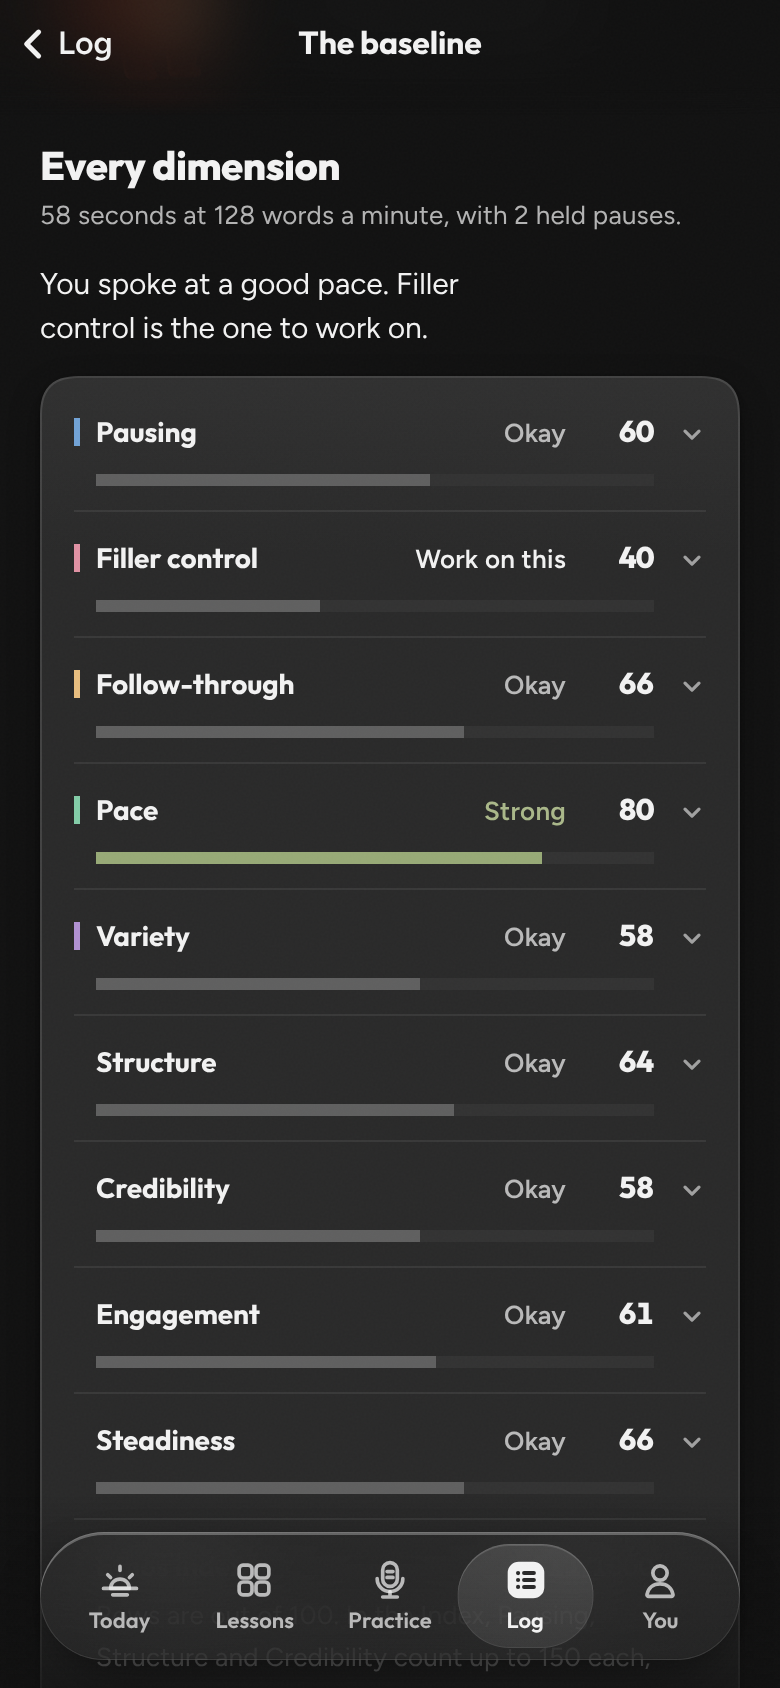 Log
The baseline
Every dimension
58 seconds at 128 words a minute, with 2 held pauses.
You spoke at a good pace. Filler
control is the one to work on.
Pausing Okay 60
Filler control Work on this 40
Follow-through Okay 66
Pace Strong 80
Variety Okay 58
Structure Okay 64
Credibility Okay 58
Engagement Okay 61
Steadiness Okay 66
are 100. Index,
Today Lessons Practice Log You
Structure and Credibility count up to 150 each,